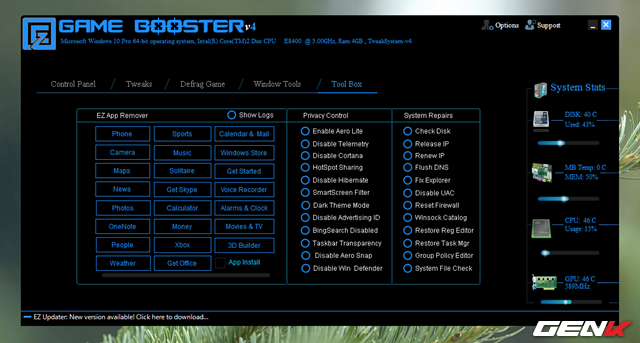 EZ GAME BOOSTER v4
Options
Support
Microsoft Windows 10 Pro 64-bit operating system, Intel(R) Core(TM)2 Duo CPU E8400 @ 3.00GHz, Ram 4GB , TweakSystem-v4
Control Panel
Tweaks
Defrag Game
Window Tools
Tool Box
EZ App Remover
Show Logs
Phone
Sports
Calendar & Mail
Camera
Music
Windows Store
Maps
Solitaire
Get Started
News
Get Skype
Voice Recorder
Photos
Calculator
Alarms & Clock
OneNote
Money
Movies & TV
People
Xbox
3D Builder
Weather
Get Office
App Install
Privacy Control
Enable Aero Lite
Disable Telemetry
Disable Cortana
HotSpot Sharing
Disable Hibernate
SmartScreen Filter
Dark Theme Mode
Disable Advertising ID
BingSearch Disabled
Taskbar Transparency
Disable Aero Snap
Disable Win Defender
System Repairs
Check Disk
Release IP
Renew IP
Flush DNS
Fix Explorer
Disable UAC
Reset Firewall
Winsock Catalog
Restore Reg Editor
Restore Task Mgr
Group Policy Editor
System File Check
System Stats
DISK: 40 C
Used: 43%
MB Temp: 0 C
MEM: 50%
CPU: 46 C
Usage: 15%
GPU: 46 C
589MHz
EZ Updater: New version available! Click here to download...
GENK